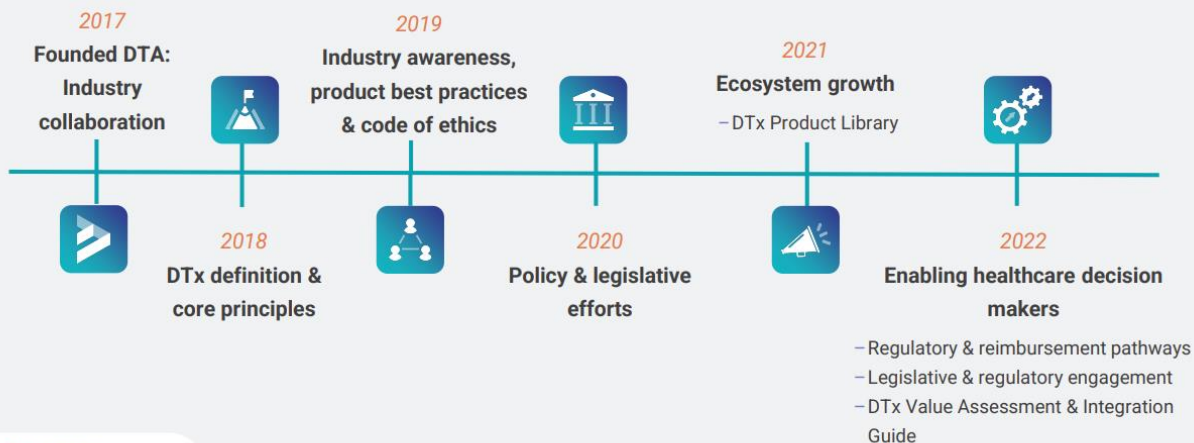 2017
Founded DTA:
Industry
collaboration
2018
DTx definition &
core principles
2019
Industry awareness,
product best practices
& code of ethics
2020
Policy & legislative
efforts
2021
Ecosystem growth
– DTx Product Library
2022
Enabling healthcare decision
makers
– Regulatory & reimbursement pathways
– Legislative & regulatory engagement
– DTx Value Assessment & Integration
Guide